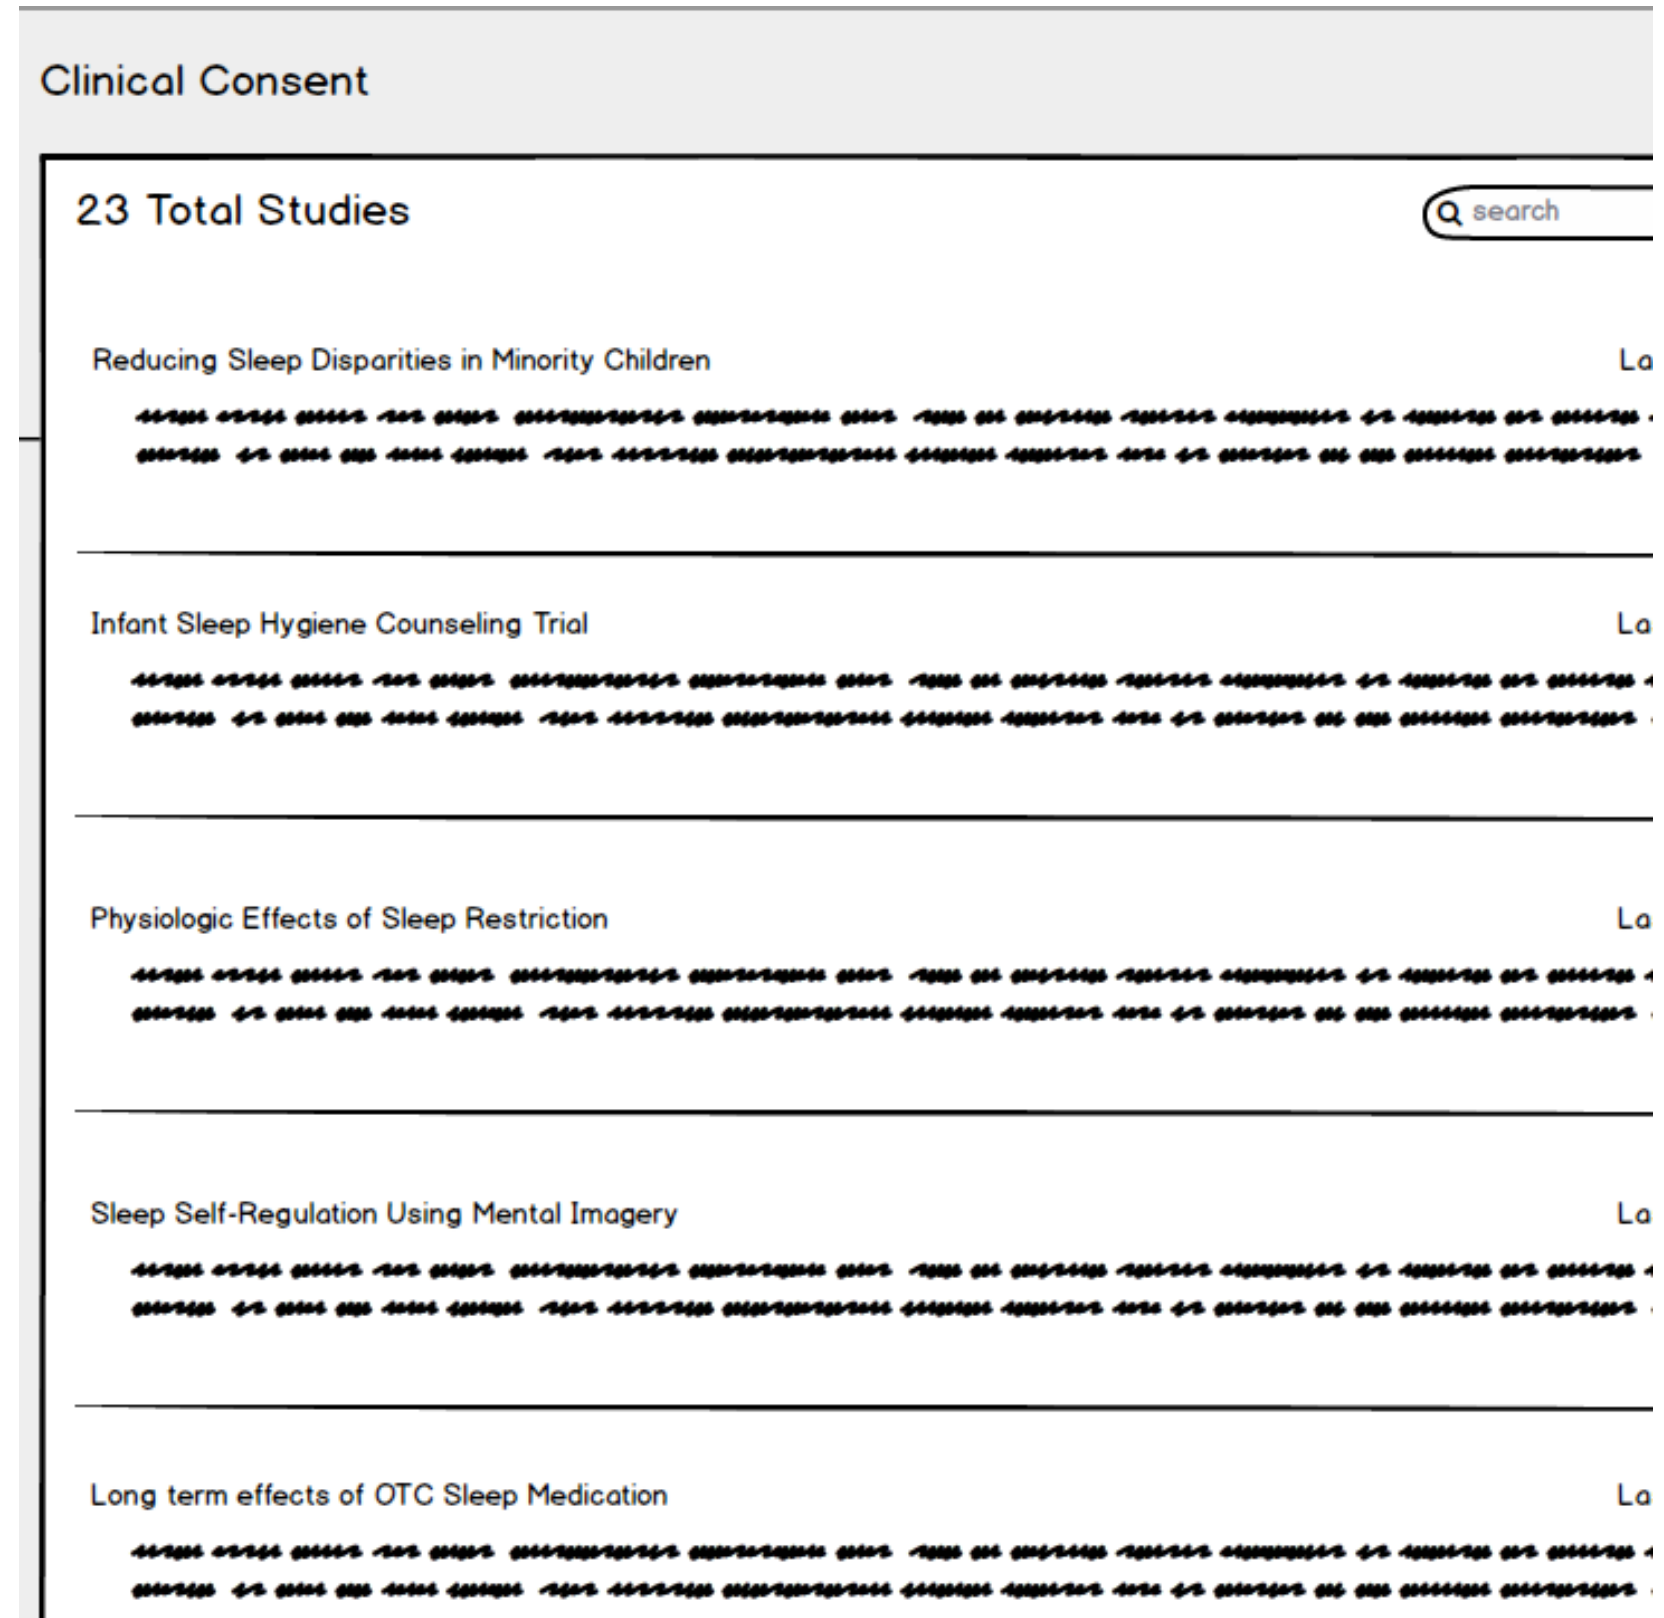 Clinical Consent
23 Total Studies
search
Reducing Sleep Disparities in Minority Children
La
Infant Sleep Hygiene Counseling Trial
La
Physiologic Effects of Sleep Restriction
La
Sleep Self-Regulation Using Mental Imagery
La
Long term effects of OTC Sleep Medication
La